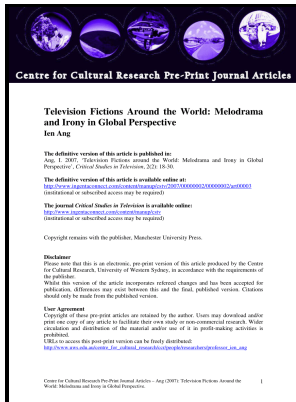 Centre for Cultural Research Pre-Print Journal Articles
Television Fictions Around the World: Melodrama
and Irony in Global Perspective
Ien Ang
The definitive version of this article is published in:
Ang, I. 2007, ‘Television Fictions around the World: Melodrama and Irony in Global
Perspective’, Critical Studies in Television, 2(2): 18-30.
The definitive version of this article is available online at:
http://www.ingentaconnect.com/content/manup/cstv/2007/00000002/00000002/art00003
(institutional or subscribed access may be required)
The journal Critical Studies in Television is available online:
http://www.ingentaconnect.com/content/manup/cstv
(institutional or subscribed access may be required)
Copyright remains with the publisher, Manchester University Press.
Disclaimer
Please note that this is an electronic, pre-print version of this article produced by the Centre
for Cultural Research, University of Western Sydney, in accordance with the requirements of
the publisher.
Whilst this version of the article incorporates refereed changes and has been accepted for
publication, differences may exist between this and the final, published version. Citations
should only be made from the published version.
User Agreement
Copyright of these pre-print articles are retained by the author. Users may download and/or
print one copy of any article to facilitate their own study or non-commercial research. Wider
circulation and distribution of the material and/or use of it in profit-making activities is
prohibited.
URLs to access this post-print version can be freely distributed:
http://www.uws.edu.au/centre_for_cultural_research/ccr/people/researchers/professor_ien_ang
Centre for Cultural Research Pre-Print Journal Articles – Ang (2007): Television Fictions Around the
World: Melodrama and Irony in Global Perspective.
1